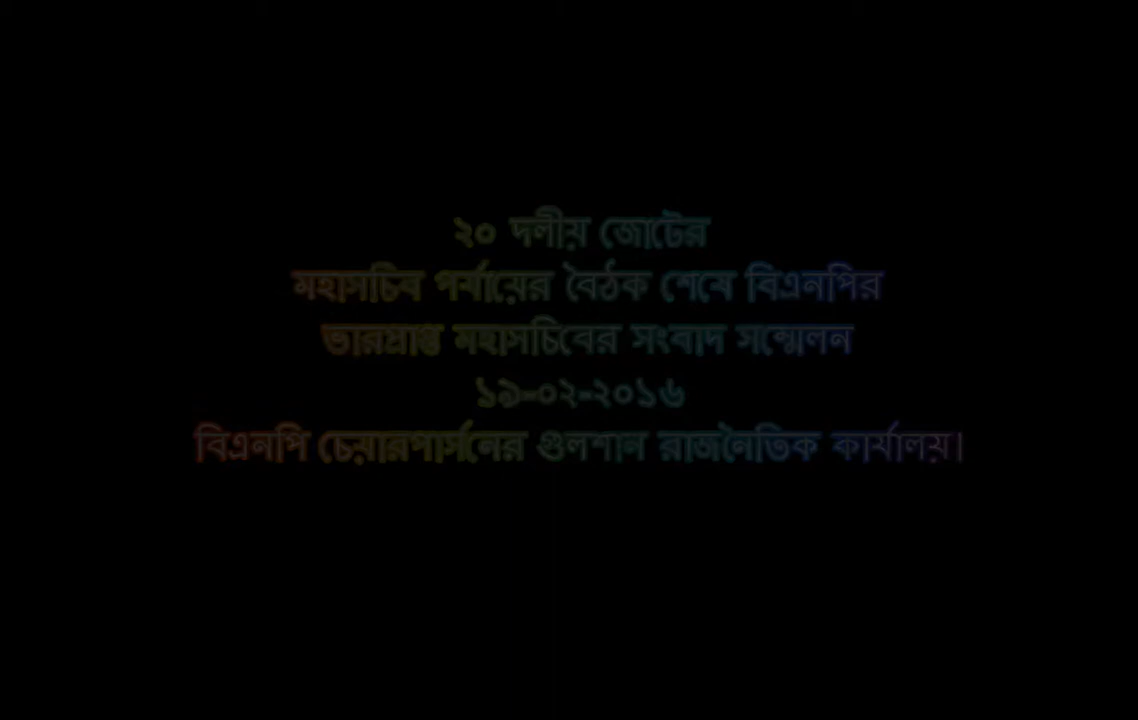 ২০ দলীয় জোটের
মহাসচিব পর্যায়ের বৈঠক শেষে বিএনপির
ভারপ্রাপ্ত মহাসচিবের সংবাদ সম্মেলন
১৯-০২-২০১৬
বিএনপি চেয়ারপার্সনের গুলশান রাজনৈতিক কার্যালয়।